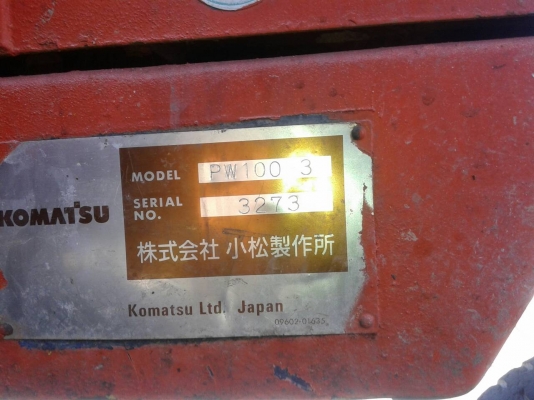 MODEL PW100 3
KOMATSU
SERIAL NO. 3273
株式会社 小松製作所
Komatsu Ltd. Japan